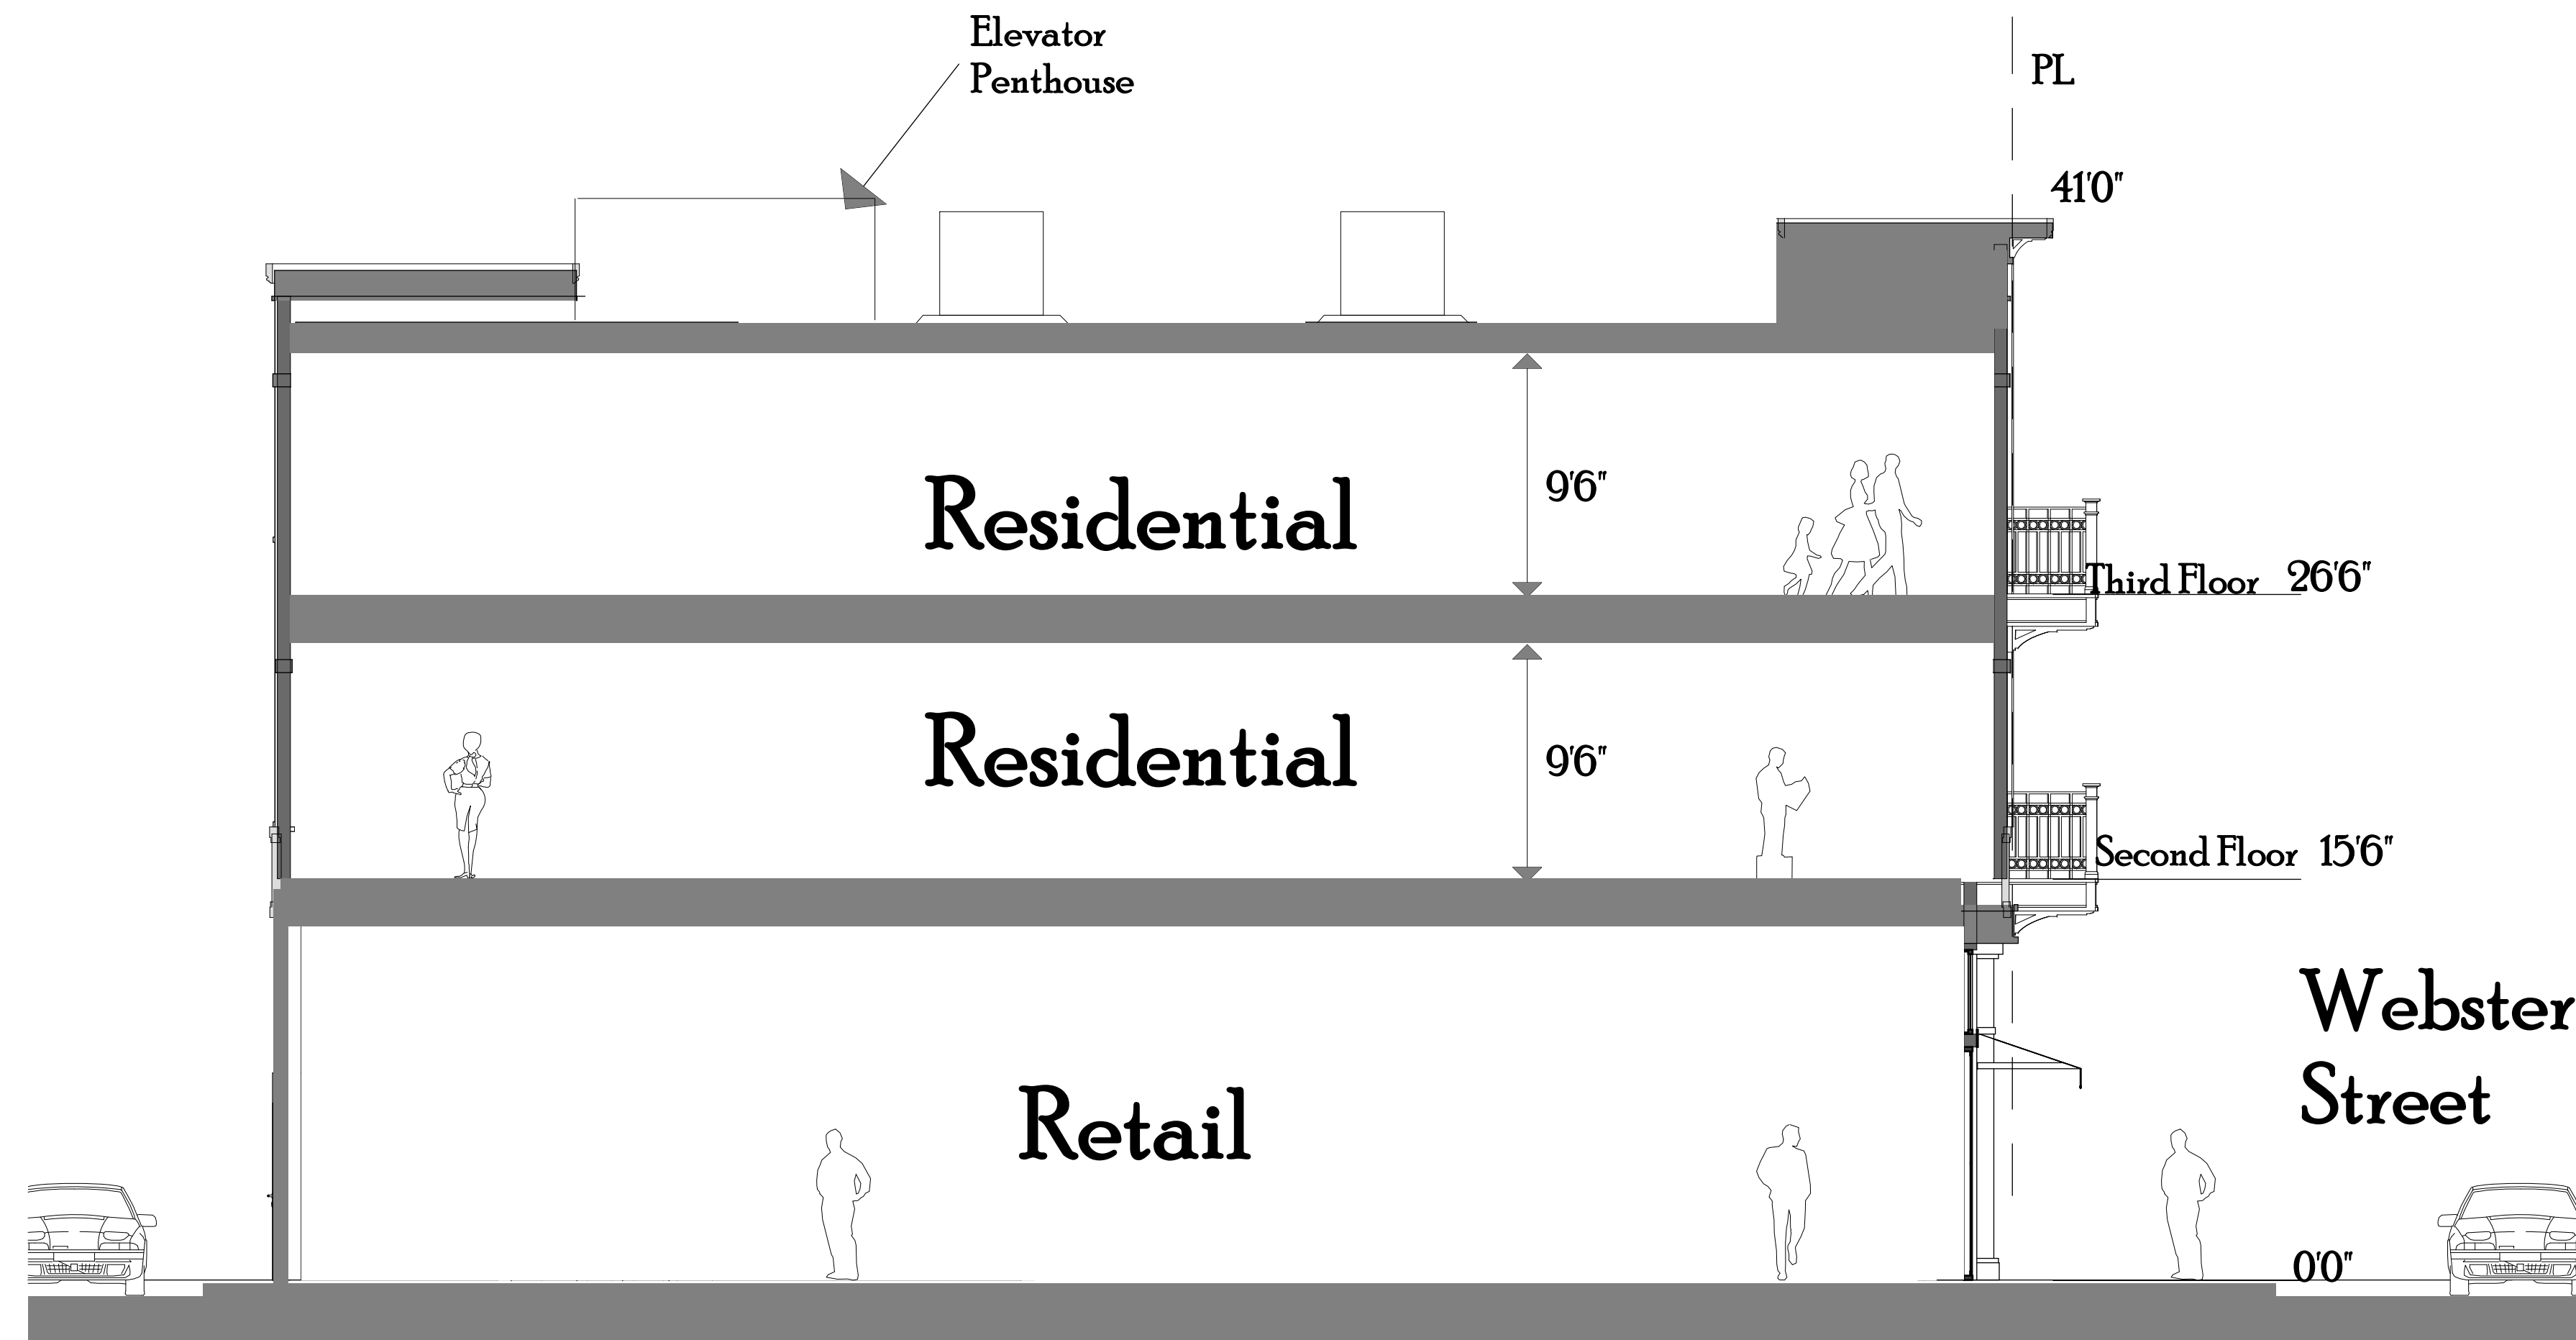 Elevator
Penthouse
PL
41'0"
Residential
9'6"
Third Floor 26'6"
Residential
9'6"
Second Floor 15'6"
Webster
Street
Retail
0'0"